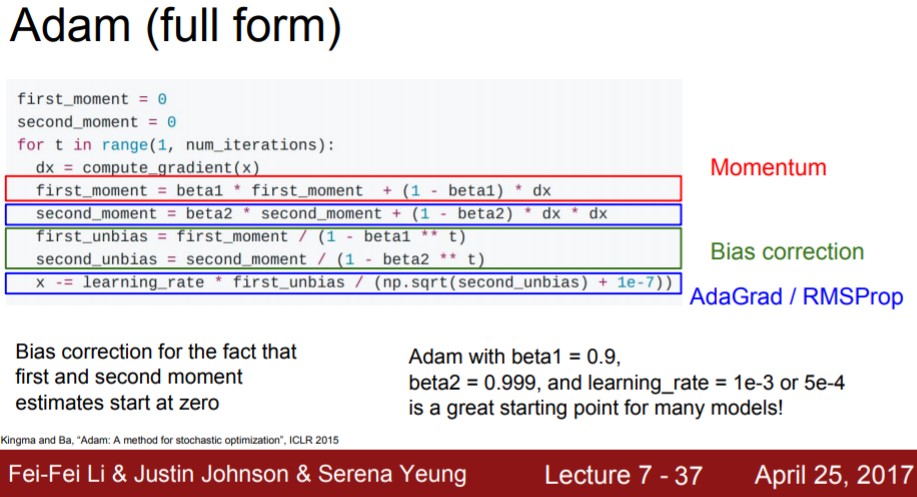 Adam (full form)
first_moment = 0
second_moment = 0
for t in range(1, num_iterations):
  dx = compute_gradient(x)
  first_moment = beta1 * first_moment  + (1 - beta1) * dx
  second_moment = beta2 * second_moment + (1 - beta2) * dx * dx
  first_unbias = first_moment / (1 - beta1 ** t)
  second_unbias = second_moment / (1 - beta2 ** t)
  x -= learning_rate * first_unbias / (np.sqrt(second_unbias) + 1e-7))
Momentum
Bias correction
AdaGrad / RMSProp
Bias correction for the fact that
first and second moment
estimates start at zero
Adam with beta1 = 0.9,
beta2 = 0.999, and learning_rate = 1e-3 or 5e-4
is a great starting point for many models!
Kingma and Ba, "Adam: A method for stochastic optimization", ICLR 2015
Fei-Fei Li & Justin Johnson & Serena Yeung
Lecture 7 - 37
April 25, 2017